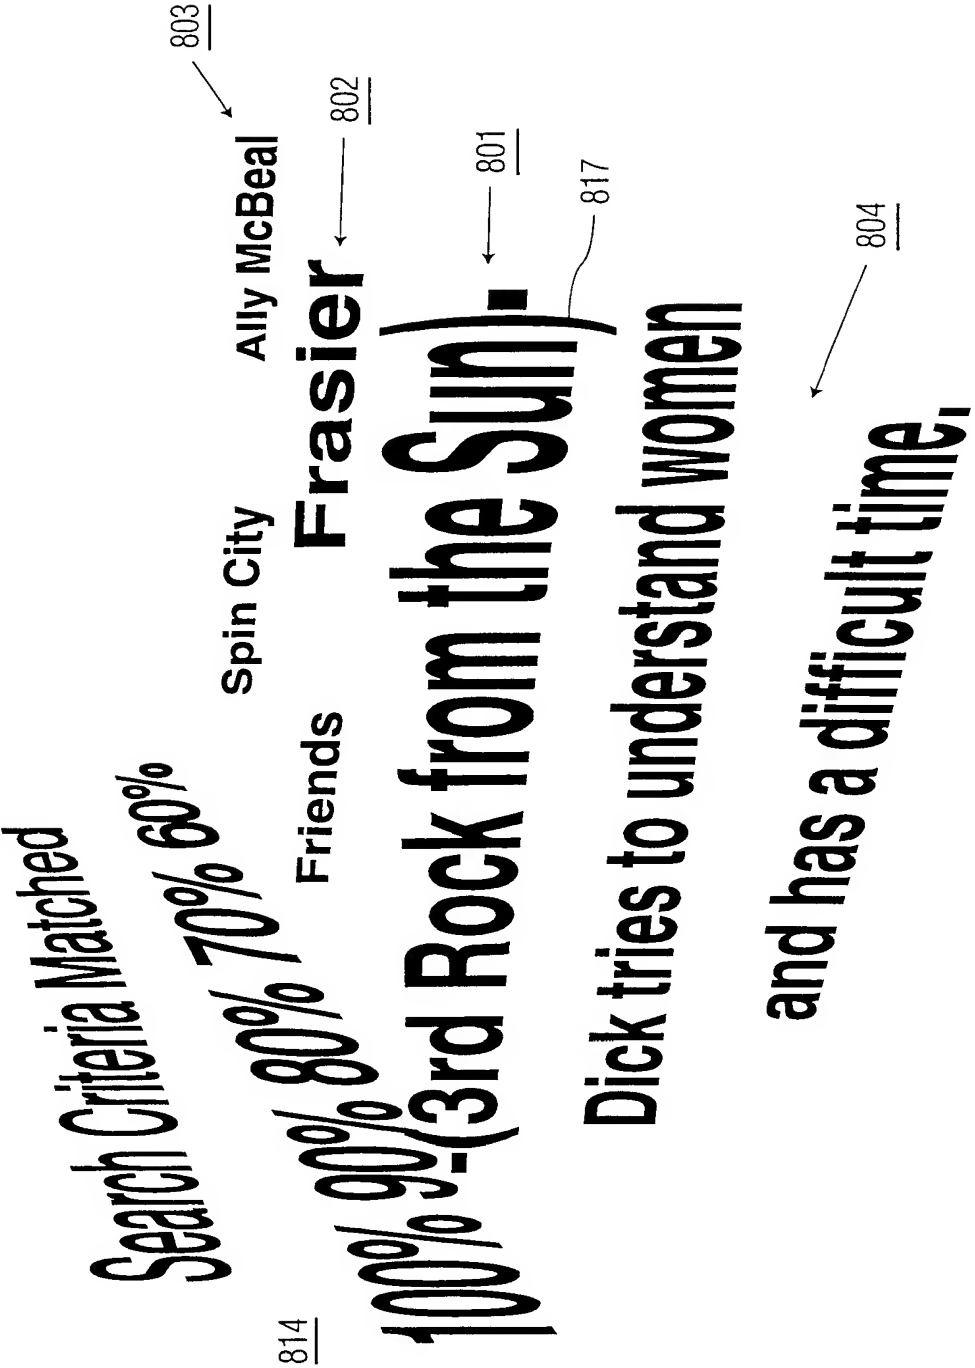 Search Criteria Matched
814
100% 90% 80% 70% 60%
Friends
Spin City
Ally McBeal
803
Frasier
802
-(3rd Rock from the Sun)-
801
817
Dick tries to understand women
and has a difficult time.
804